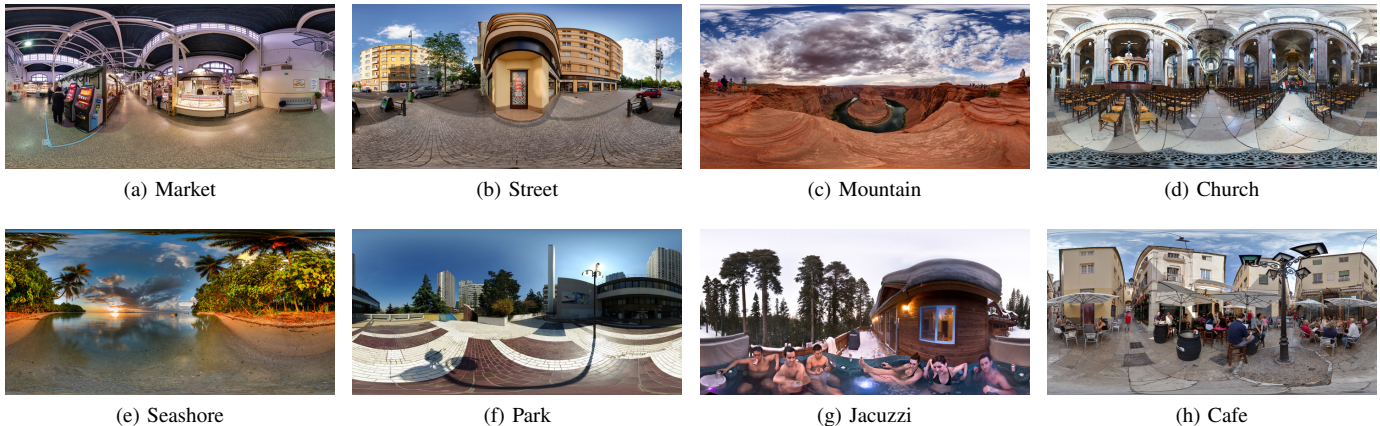 (a) Market
(b) Street
(c) Mountain
(d) Church
(e) Seashore
(f) Park
(g) Jacuzzi
(h) Cafe